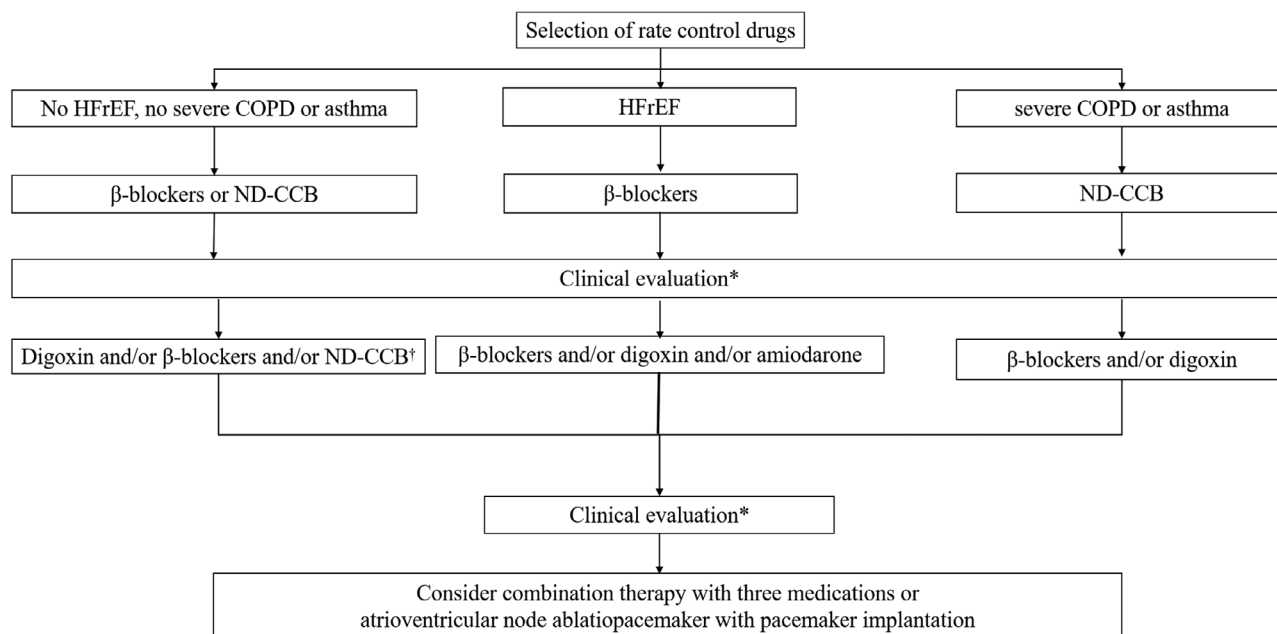 Selection of rate control drugs
No HFrEF, no severe COPD or asthma
HFrEF
severe COPD or asthma
β-blockers or ND-CCB
β-blockers
ND-CCB
Clinical evaluation*
Digoxin and/or β-blockers and/or ND-CCB†
β-blockers and/or digoxin and/or amiodarone
β-blockers and/or digoxin
Clinical evaluation*
Consider combination therapy with three medications or
atrioventricular node ablatiopacemaker with pacemaker implantation